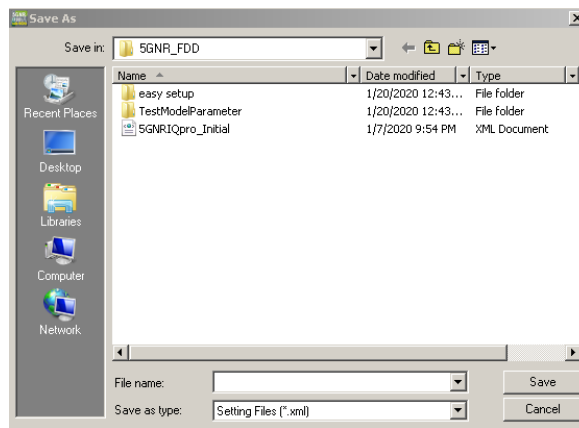 Save As
Save in: 5GNR_FDD
Name Date modified Type
easy setup 1/20/2020 12:43... File folder
TestModelParameter 1/20/2020 12:43... File folder
5GNRIQpro_Initial 1/7/2020 9:54 PM XML Document
Recent Places
Desktop
Libraries
Computer
Network
File name: Save
Save as type: Setting Files (*.xml) Cancel